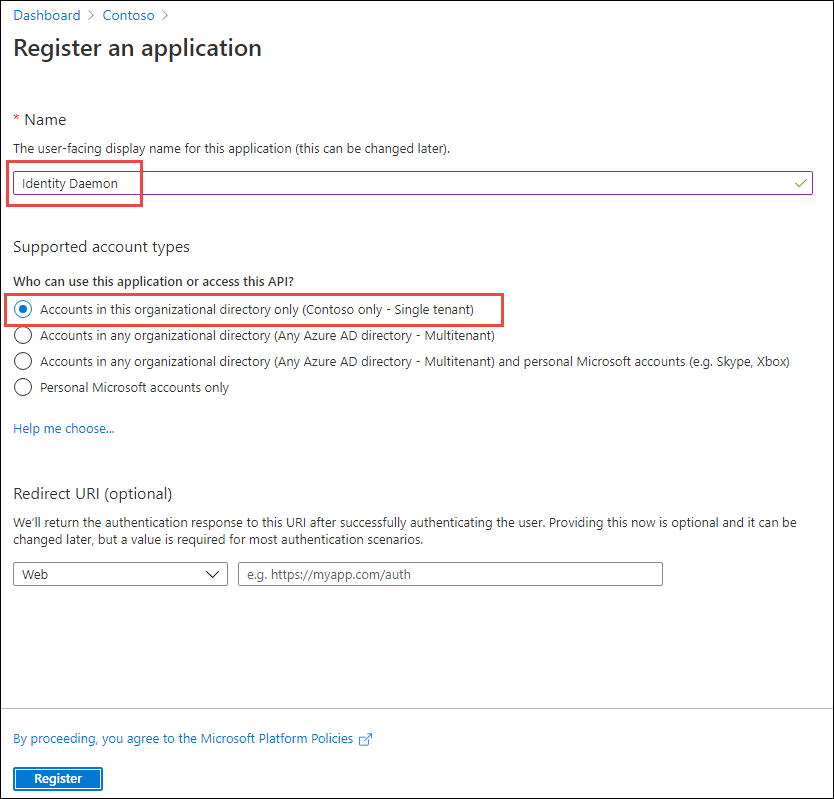 Dashboard > Contoso >
Register an application
* Name
The user-facing display name for this application (this can be changed later).
Identity Daemon
Supported account types
Who can use this application or access this API?
Accounts in this organizational directory only (Contoso only - Single tenant)
Accounts in any organizational directory (Any Azure AD directory - Multitenant)
Accounts in any organizational directory (Any Azure AD directory - Multitenant) and personal Microsoft accounts (e.g. Skype, Xbox)
Personal Microsoft accounts only
Help me choose...
Redirect URI (optional)
We'll return the authentication response to this URI after successfully authenticating the user. Providing this now is optional and it can be
changed later, but a value is required for most authentication scenarios.
Web e.g. https://myapp.com/auth
By proceeding, you agree to the Microsoft Platform Policies
Register